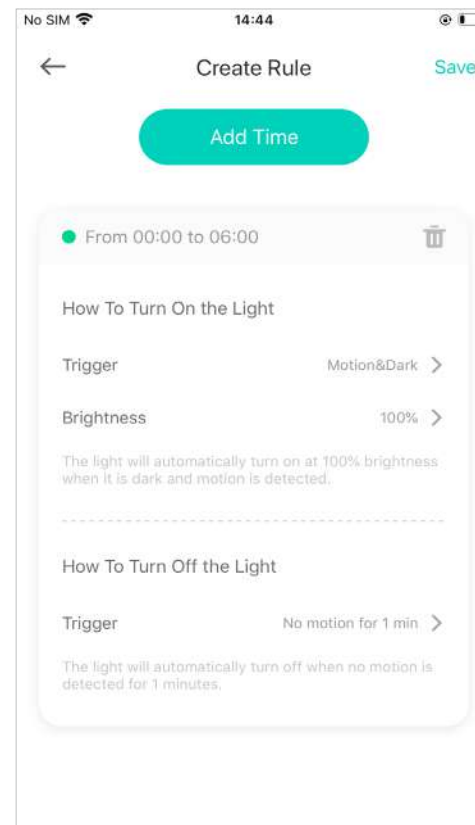 No SIM 14:44
Create Rule Save
Add Time
From 00:00 to 06:00
How To Turn On the Light
Trigger Motion&Dark
Brightness 100%
The light will automatically turn on at 100% brightness
when it is dark and motion is detected.
How To Turn Off the Light
Trigger No motion for 1 min
The light will automatically turn off when no motion is
detected for 1 minutes.